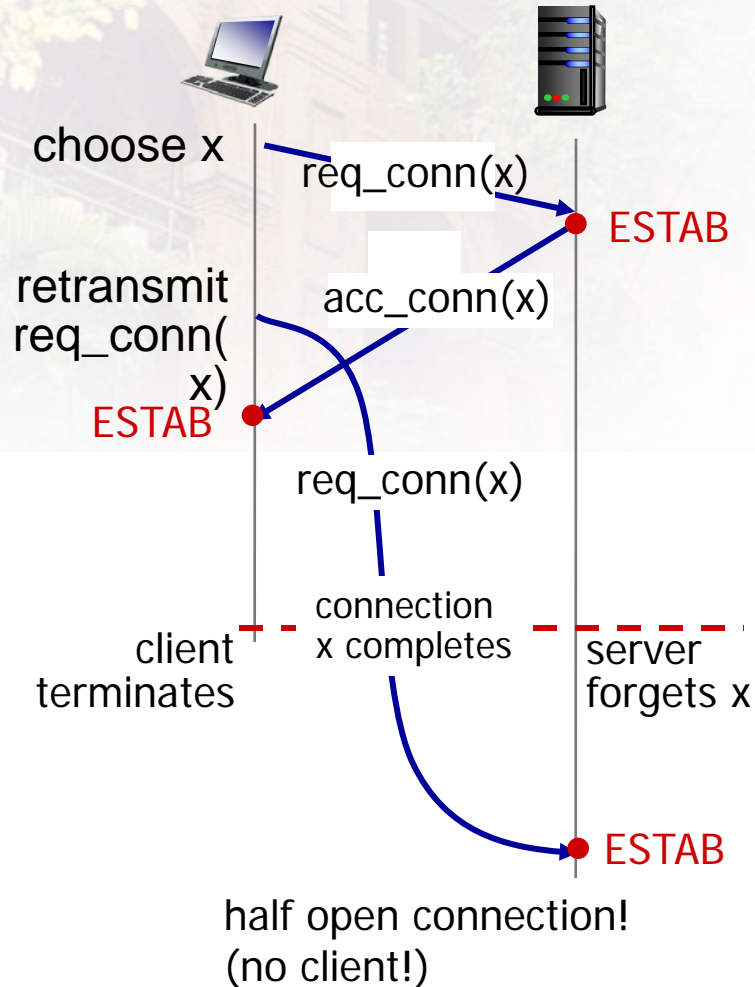 choose x
req_conn(x)
ESTAB
retransmit
req_conn(
x)
acc_conn(x)
ESTAB
req_conn(x)
connection
x completes
client
terminates
server
forgets x
ESTAB
half open connection!
(no client!)